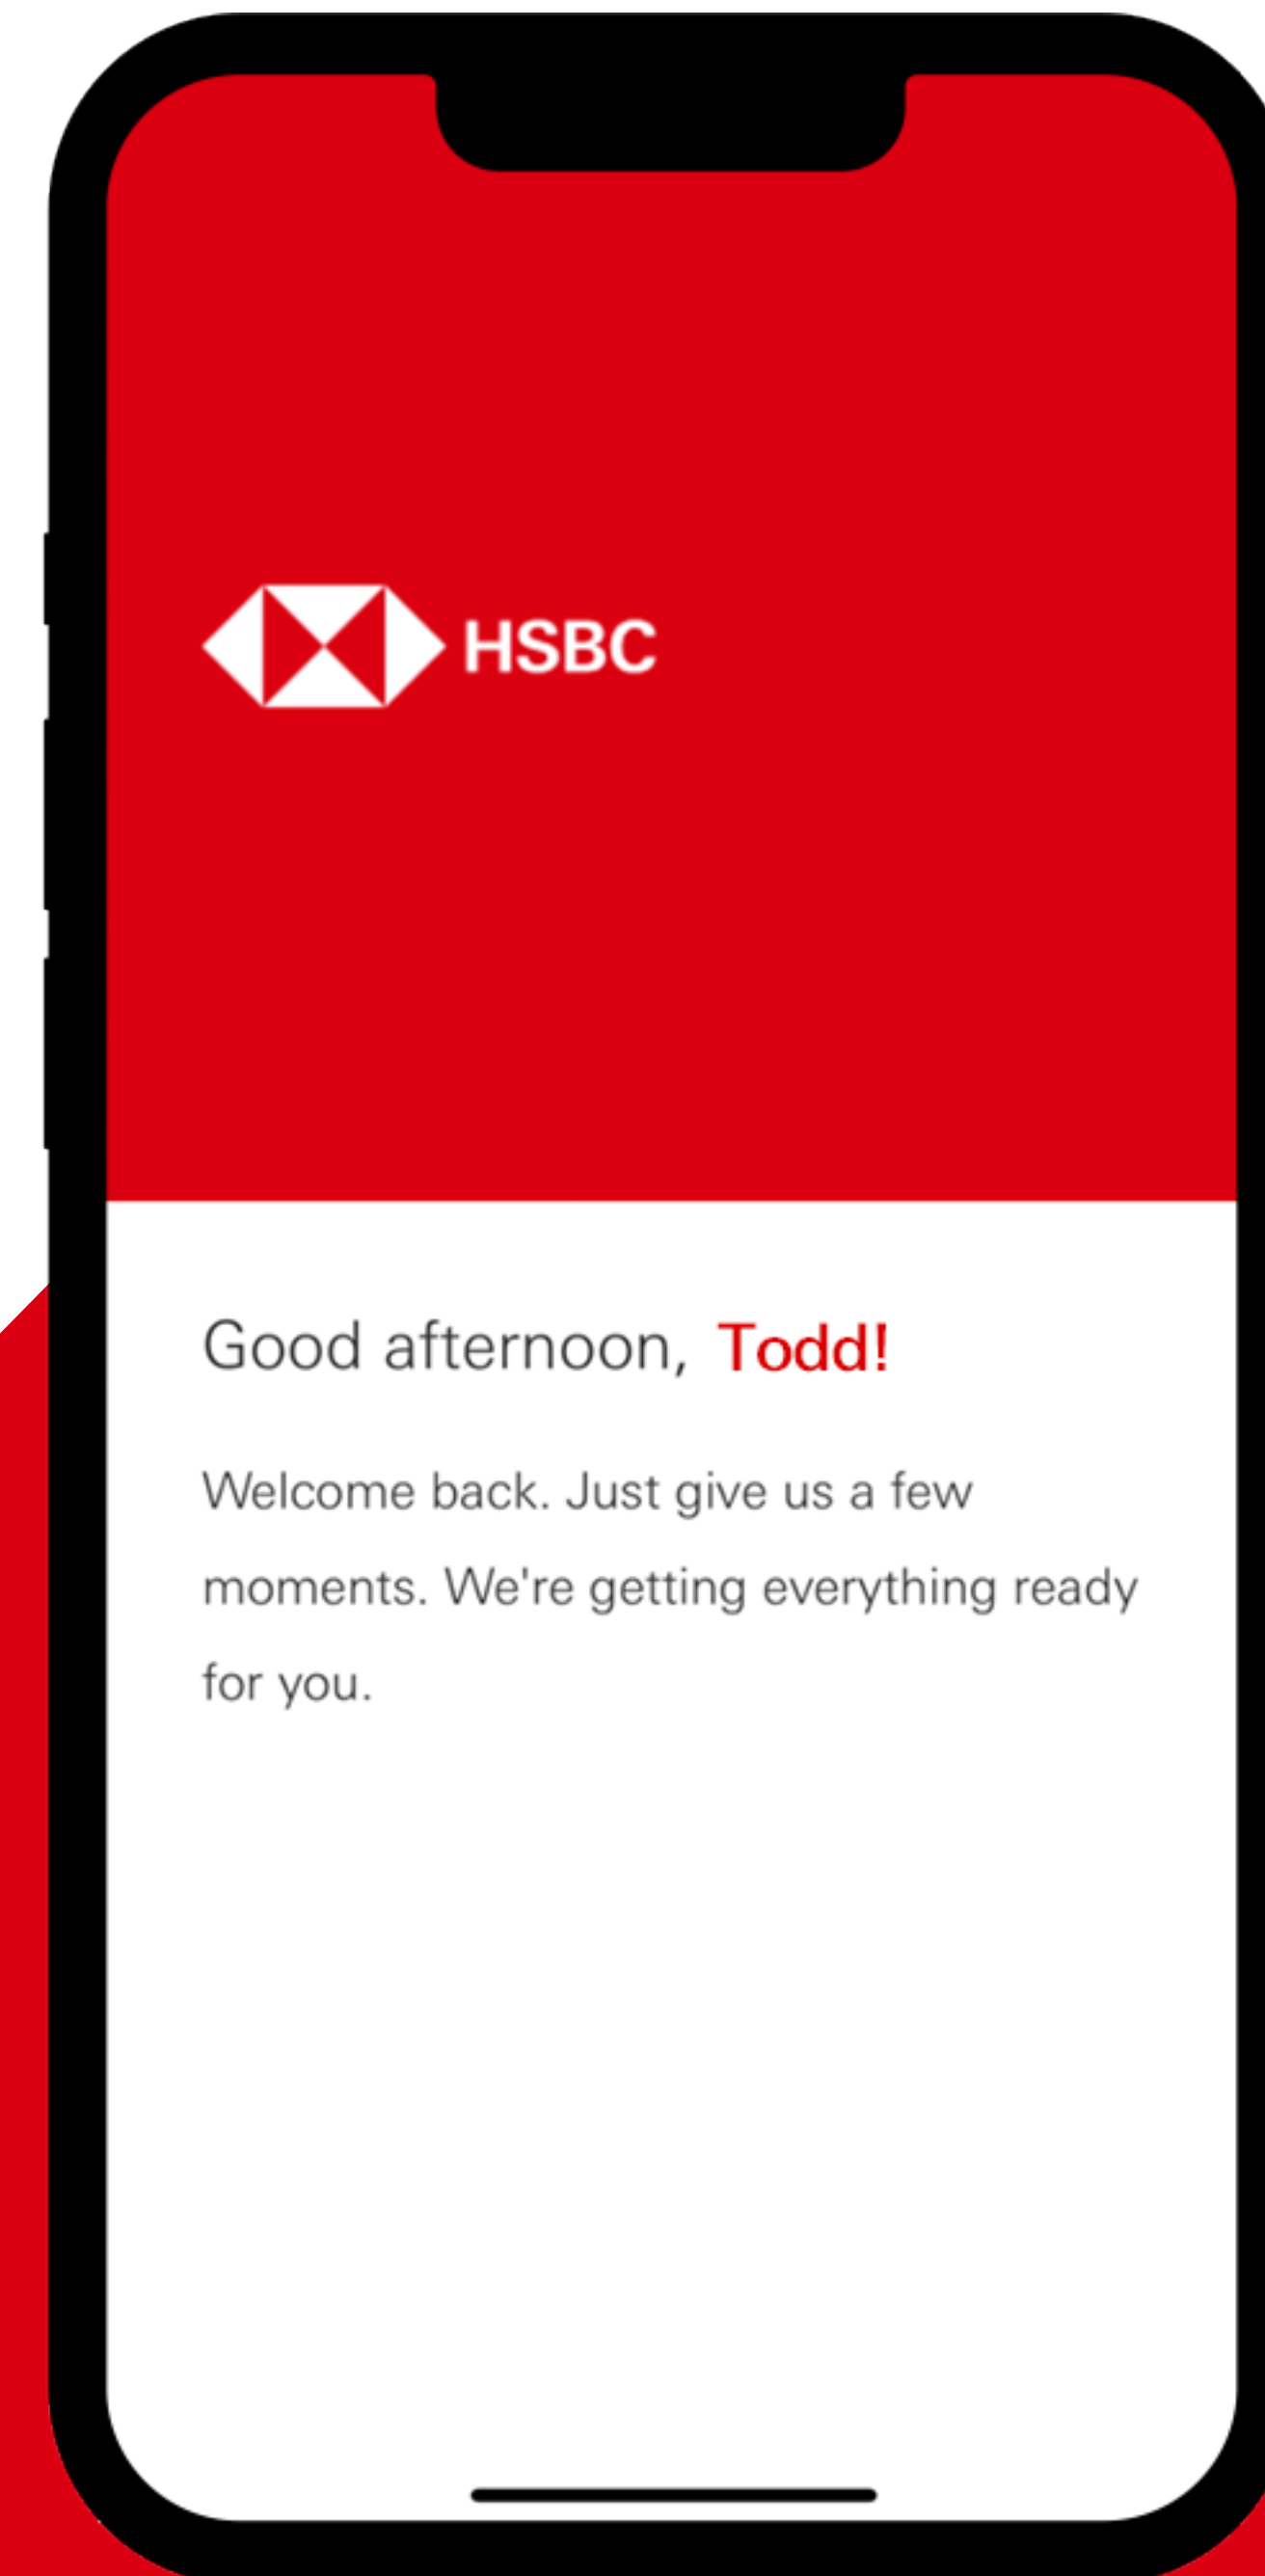 HSBC
Good afternoon, Todd!
Welcome back. Just give us a few
moments. We're getting everything ready
for you.